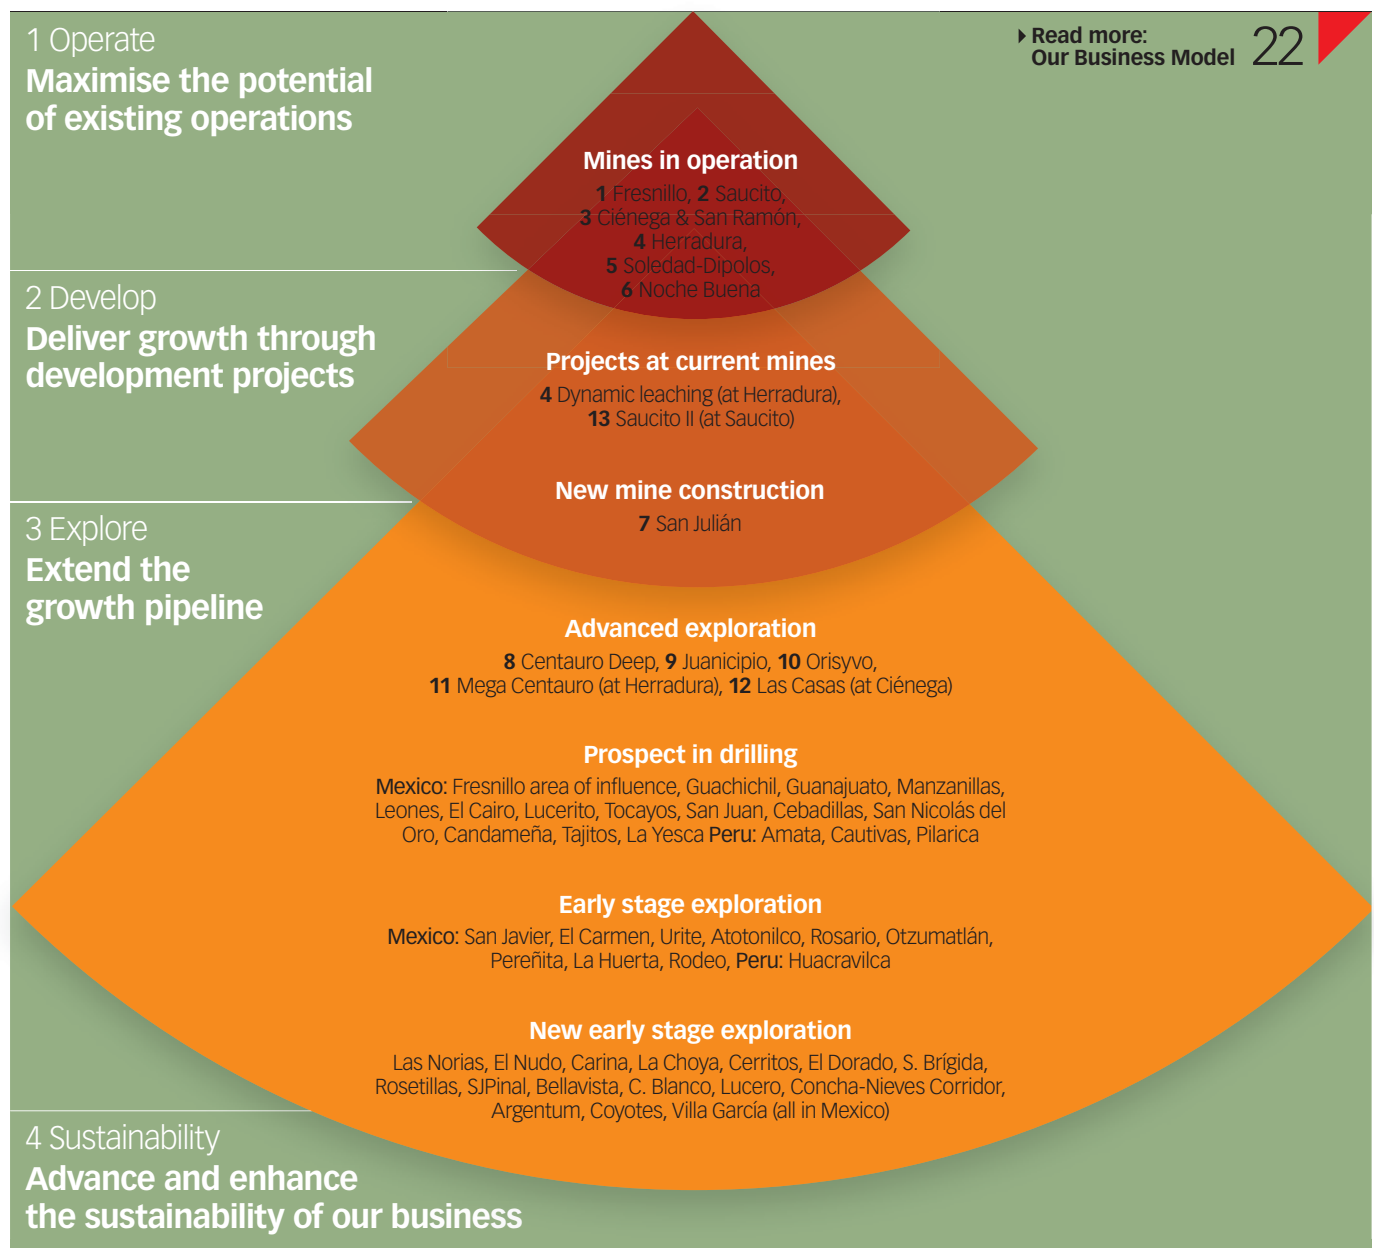 1 Operate
Maximise the potential
of existing operations
Read more:
Our Business Model
22
Mines in operation
1 Fresnillo, 2 Saucito,
3 Ciénega & San Ramón,
4 Herradura,
5 Soledad-Dipolos,
6 Noche Buena
2 Develop
Deliver growth through
development projects
Projects at current mines
4 Dynamic leaching (at Herradura),
13 Saucito II (at Saucito)
New mine construction
7 San Julián
3 Explore
Extend the
growth pipeline
Advanced exploration
8 Centauro Deep, 9 Juanicipio, 10 Orisyvo,
11 Mega Centauro (at Herradura), 12 Las Casas (at Ciénega)
Prospect in drilling
Mexico: Fresnillo area of influence, Guachichil, Guanajuato, Manzanillas,
Leones, El Cairo, Lucerito, Tocayos, San Juan, Cebadillas, San Nicolás del
Oro, Candameña, Tajitos, La Yesca Peru: Amata, Cautivas, Pilarica
Early stage exploration
Mexico: San Javier, El Carmen, Urite, Atotonilco, Rosario, Otzumatlán,
Pereñita, La Huerta, Rodeo, Peru: Huacravilca
New early stage exploration
Las Norias, El Nudo, Carina, La Choya, Cerritos, El Dorado, S. Brígida,
Rosetillas, SJPinal, Bellavista, C. Blanco, Lucero, Concha-Nieves Corridor,
Argentum, Coyotes, Villa García (all in Mexico)
4 Sustainability
Advance and enhance
the sustainability of our business